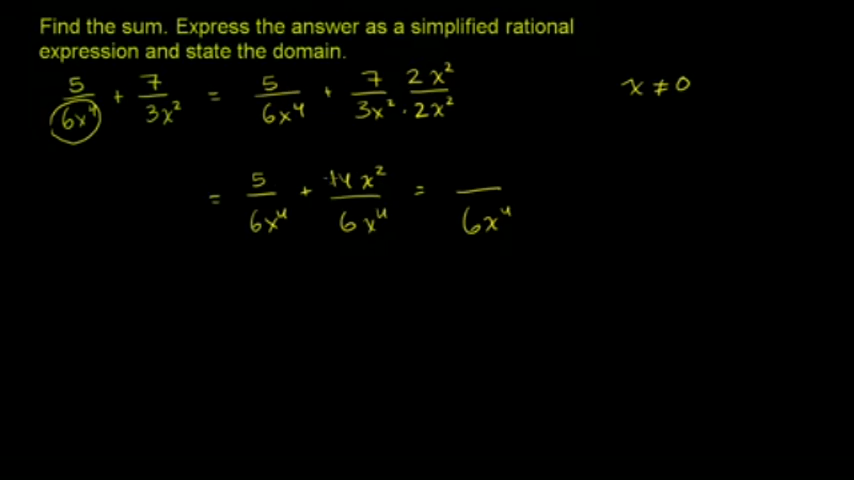 Find the sum. Express the answer as a simplified rational
expression and state the domain.
5/6x⁴ + 7/3x² = 5/6x⁴ + 7/3x² · 2x²/2x² x ≠ 0
= 5/6x⁴ + 14x²/6x⁴ = /6x⁴